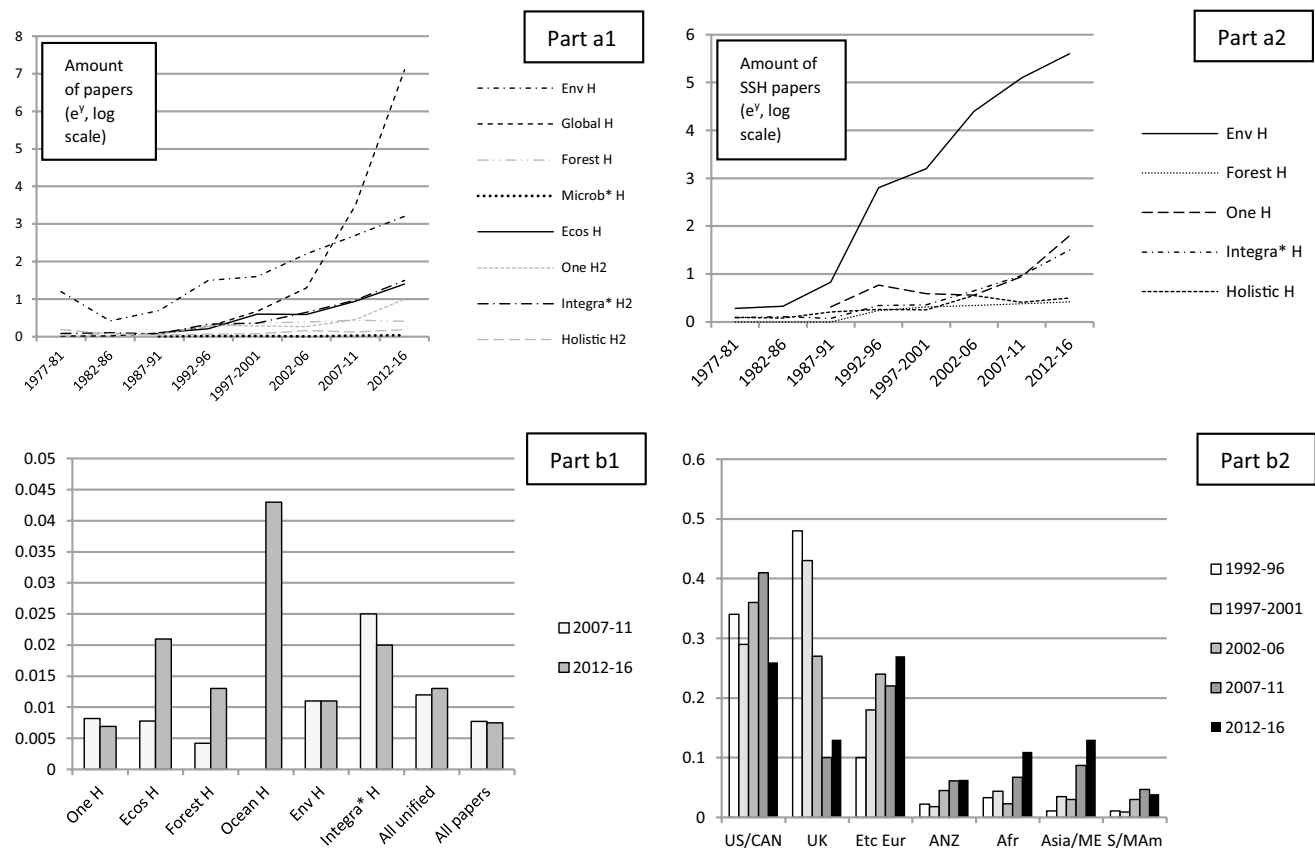 Part a1
Amount
of papers
(eʸ, log
scale)
8
7
6
5
4
3
2
1
0
1977-81
1982-86
1987-91
1992-96
1997-2001
2002-06
2007-11
2012-16
Env H
Global H
Forest H
Microb* H
Ecos H
One H2
Integra* H2
Holistic H2
Part a2
Amount of
SSH papers
(eʸ, log
scale)
6
5
4
3
2
1
0
1977-81
1982-86
1987-91
1992-96
1997-2001
2002-06
2007-11
2012-16
Env H
Forest H
One H
Integra* H
Holistic H
Part b1
0.05
0.045
0.04
0.035
0.03
0.025
0.02
0.015
0.01
0.005
0
One H
Ecos H
Forest H
Ocean H
Env H
Integra* H
All unified
All papers
2007-11
2012-16
Part b2
0.6
0.5
0.4
0.3
0.2
0.1
0
US/CAN UK Etc Eur ANZ Afr Asia/ME S/MAm
1992-96
1997-2001
2002-06
2007-11
2012-16